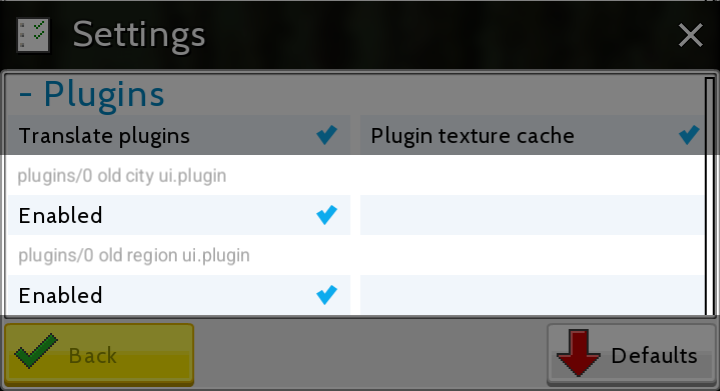 Settings
- Plugins
Translate plugins
Plugin texture cache
plugins/0 old city ui.plugin
Enabled
plugins/0 old region ui.plugin
Enabled
Back
Defaults